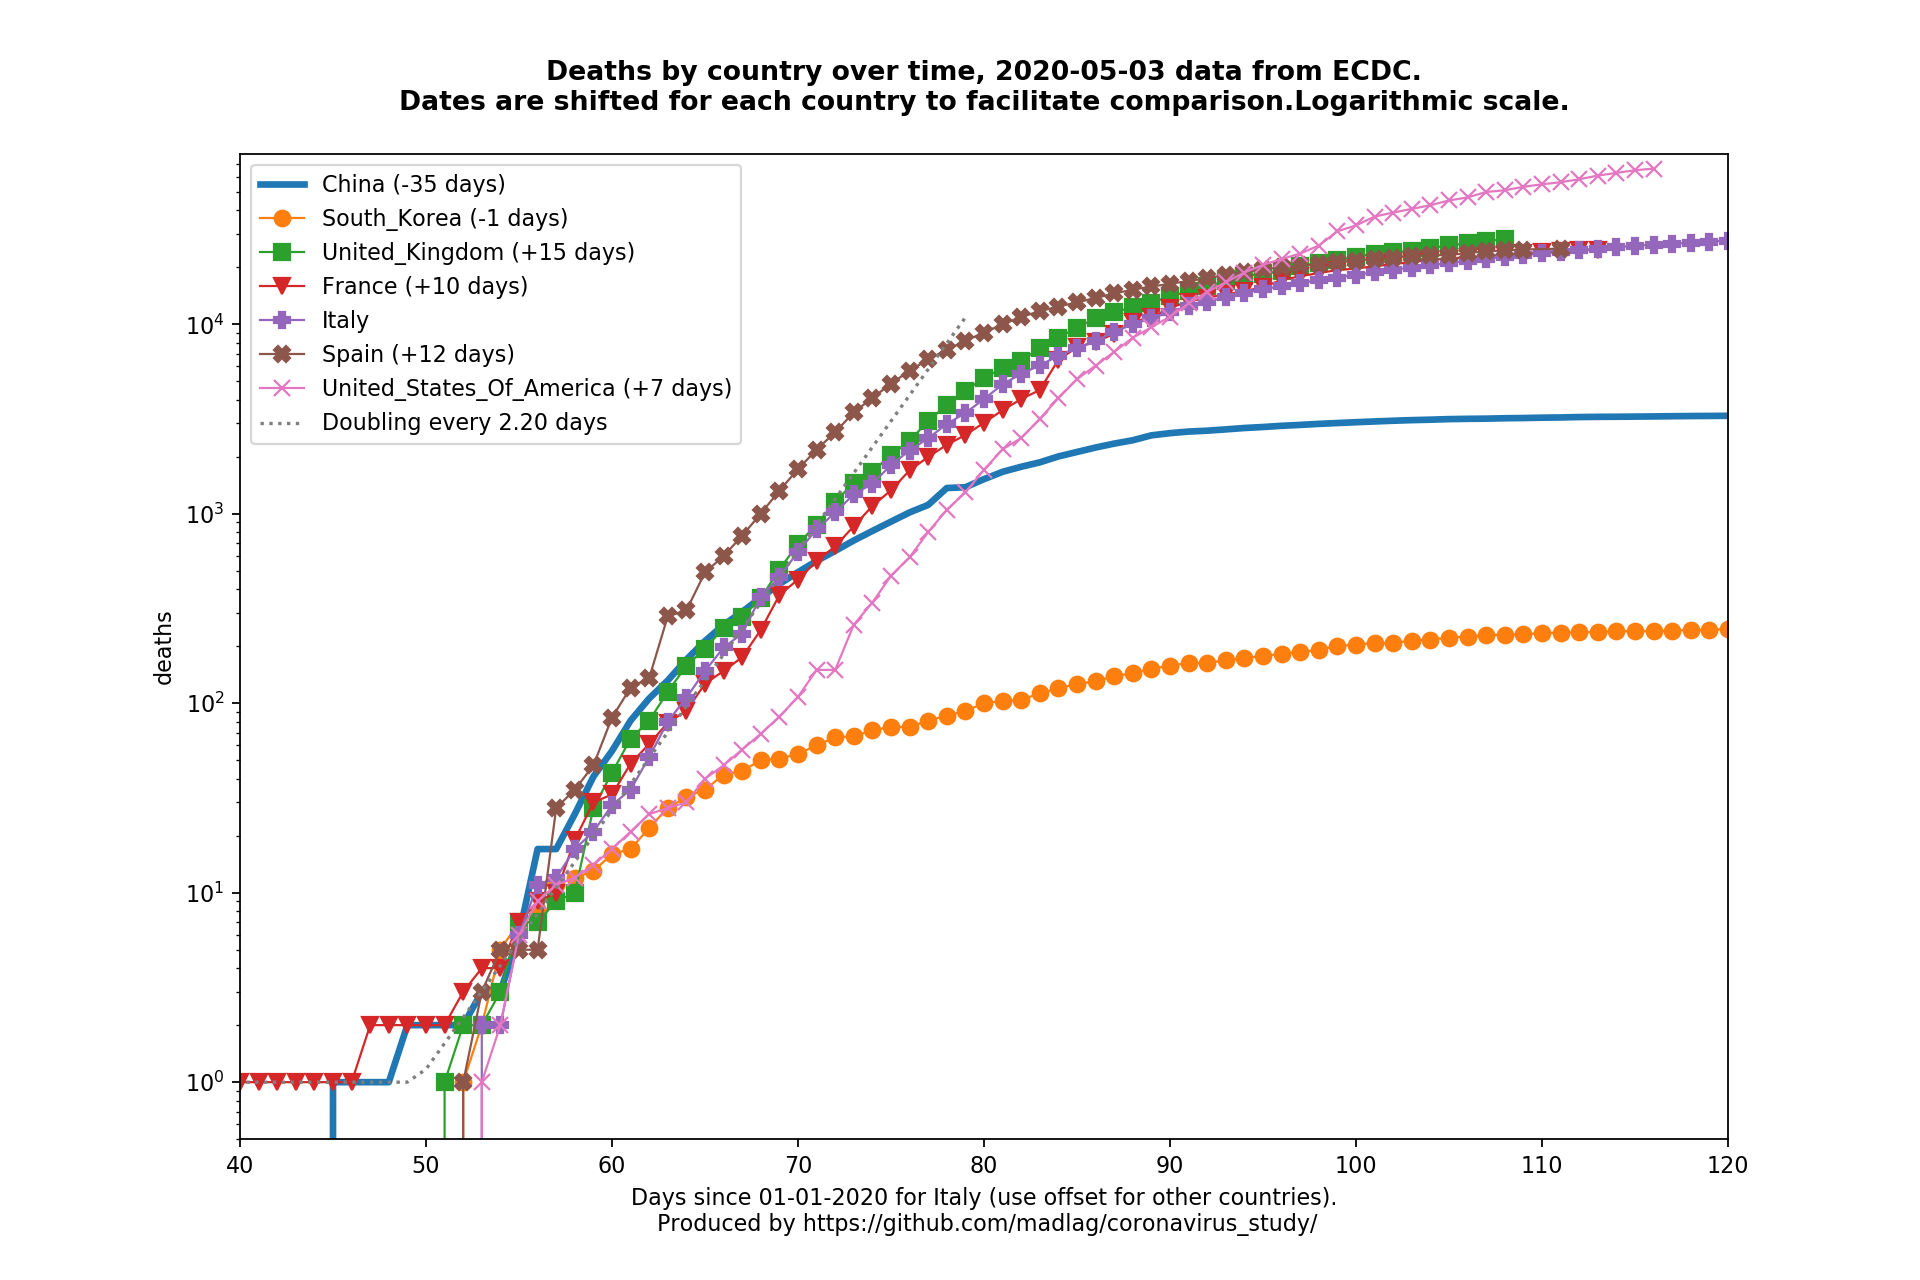 Deaths by country over time, 2020-05-03 data from ECDC.
Dates are shifted for each country to facilitate comparison.Logarithmic scale.
China (-35 days)
South_Korea (-1 days)
United_Kingdom (+15 days)
France (+10 days)
Italy
Spain (+12 days)
United_States_Of_America (+7 days)
Doubling every 2.20 days
deaths
10^4
10^3
10^2
10^1
10^0
40 50 60 70 80 90 100 110 120
Days since 01-01-2020 for Italy (use offset for other countries).
Produced by https://github.com/madlag/coronavirus_study/